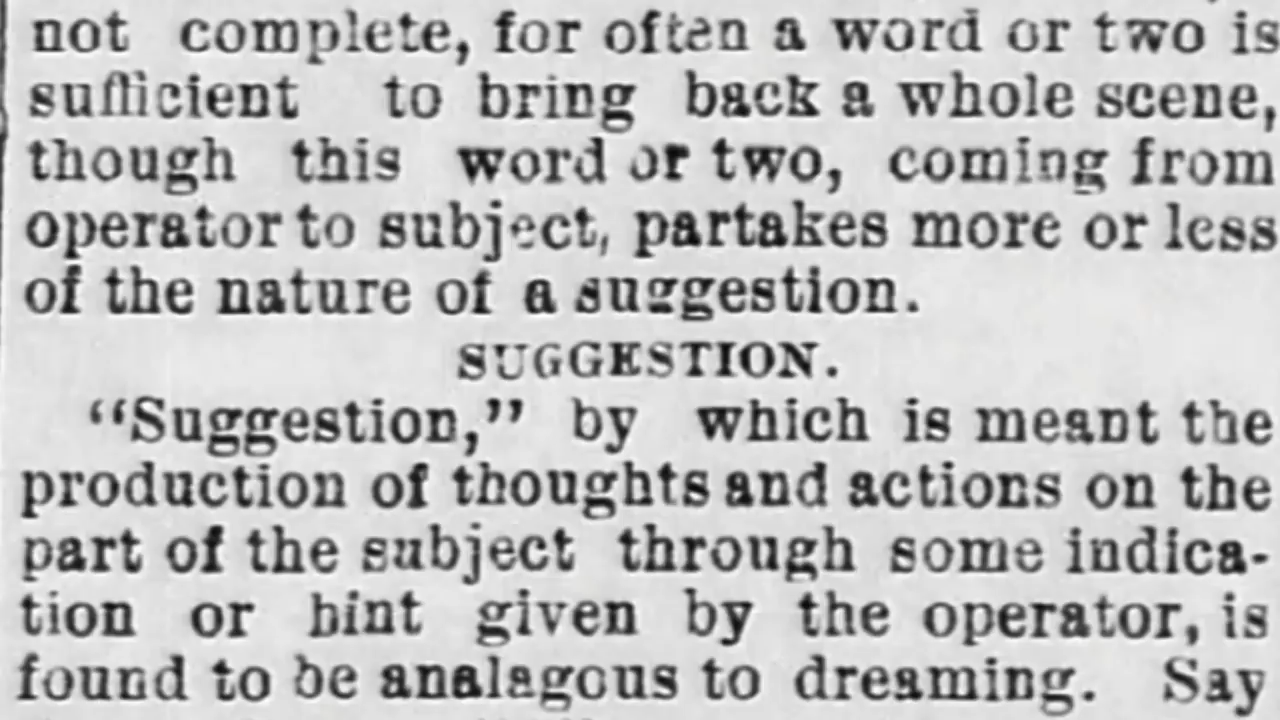 not complete, for often a word or two is
sufficient to bring back a whole scene,
though this word or two, coming from
operator to subject, partakes more or less
of the nature of a suggestion.
SUGGESTION.
"Suggestion," by which is meant the
production of thoughts and actions on the
part of the subject through some indica-
tion or hint given by the operator, is
found to be analagous to dreaming. Say